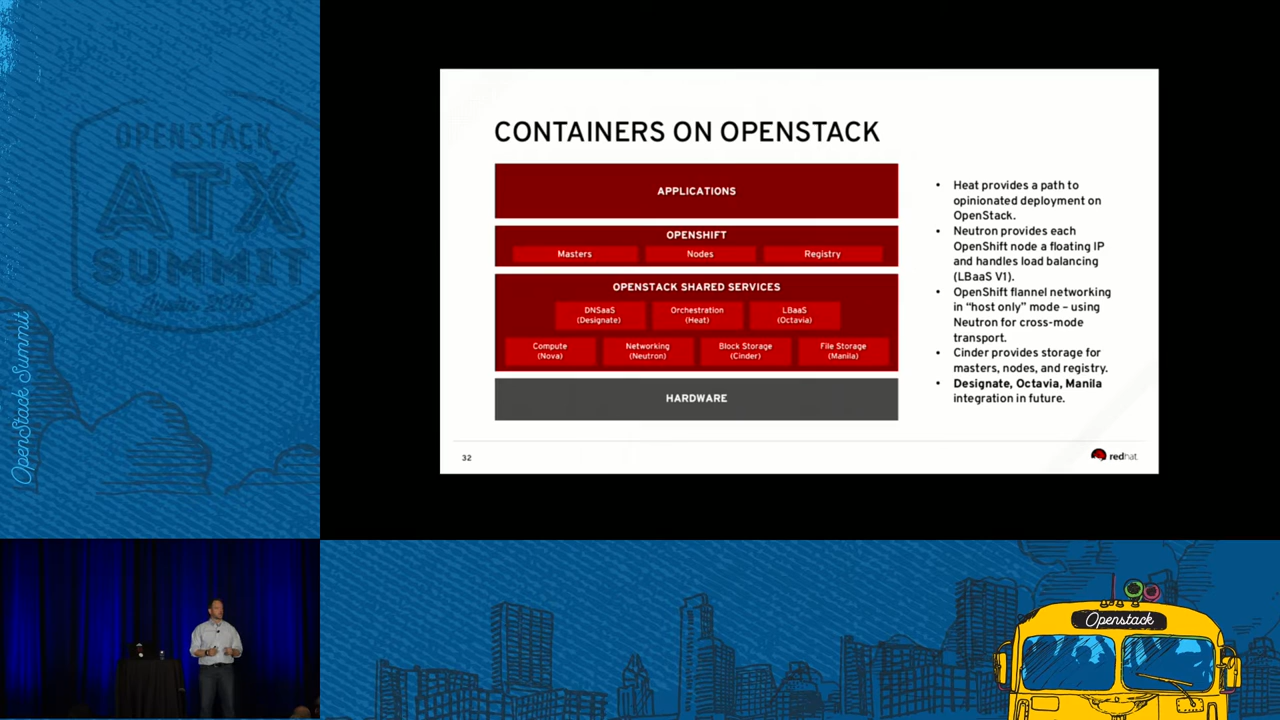 OPENSTACK
ATX
SUMMIT
Austin
OpenStack Summit
CONTAINERS ON OPENSTACK
APPLICATIONS
OPENSHIFT
Masters
Nodes
Registry
OPENSTACK SHARED SERVICES
DNSaaS
(Designate)
Orchestration
(Heat)
LBaaS
(Octavia)
Compute
(Nova)
Networking
(Neutron)
Block Storage
(Cinder)
File Storage
(Manila)
HARDWARE
• Heat provides a path to
opinionated deployment on
OpenStack.
• Neutron provides each
OpenShift node a floating IP
and handles load balancing
(LBaaS V1).
• OpenShift flannel networking
in “host only” mode – using
Neutron for cross-mode
transport.
• Cinder provides storage for
masters, nodes, and registry.
• Designate, Octavia, Manila
integration in future.
32
redhat
Openstack